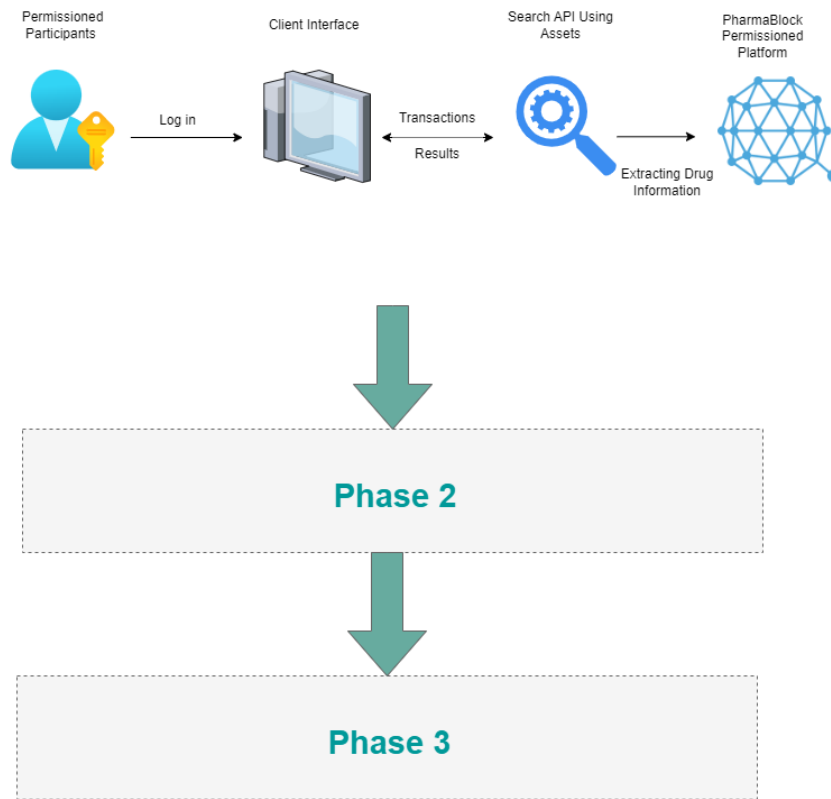 Permissioned
Participants
Client Interface
Search API Using
Assets
PharmaBlock
Permissioned
Platform
Log in
Transactions
Results
Extracting Drug
Information
Phase 2
Phase 3